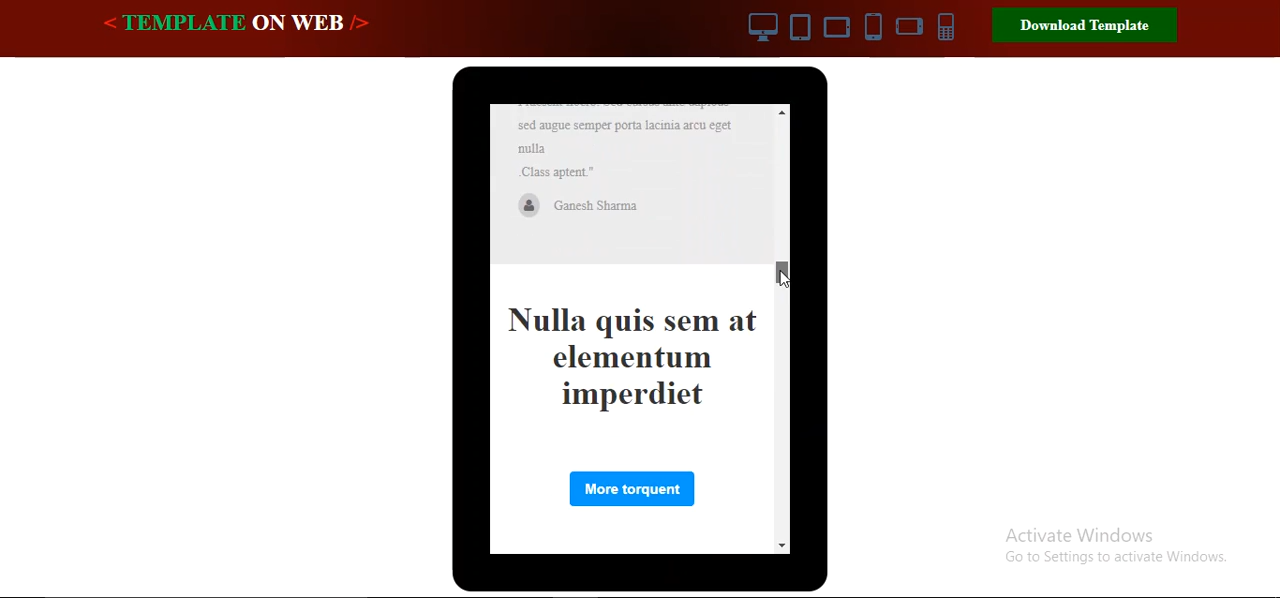 < TEMPLATE ON WEB />
Download Template
sed augue semper porta lacinia arcu eget
nulla
.Class aptent."
Ganesh Sharma
Nulla quis sem at
elementum
imperdiet
More torquent
Activate Windows
Go to Settings to activate Windows.